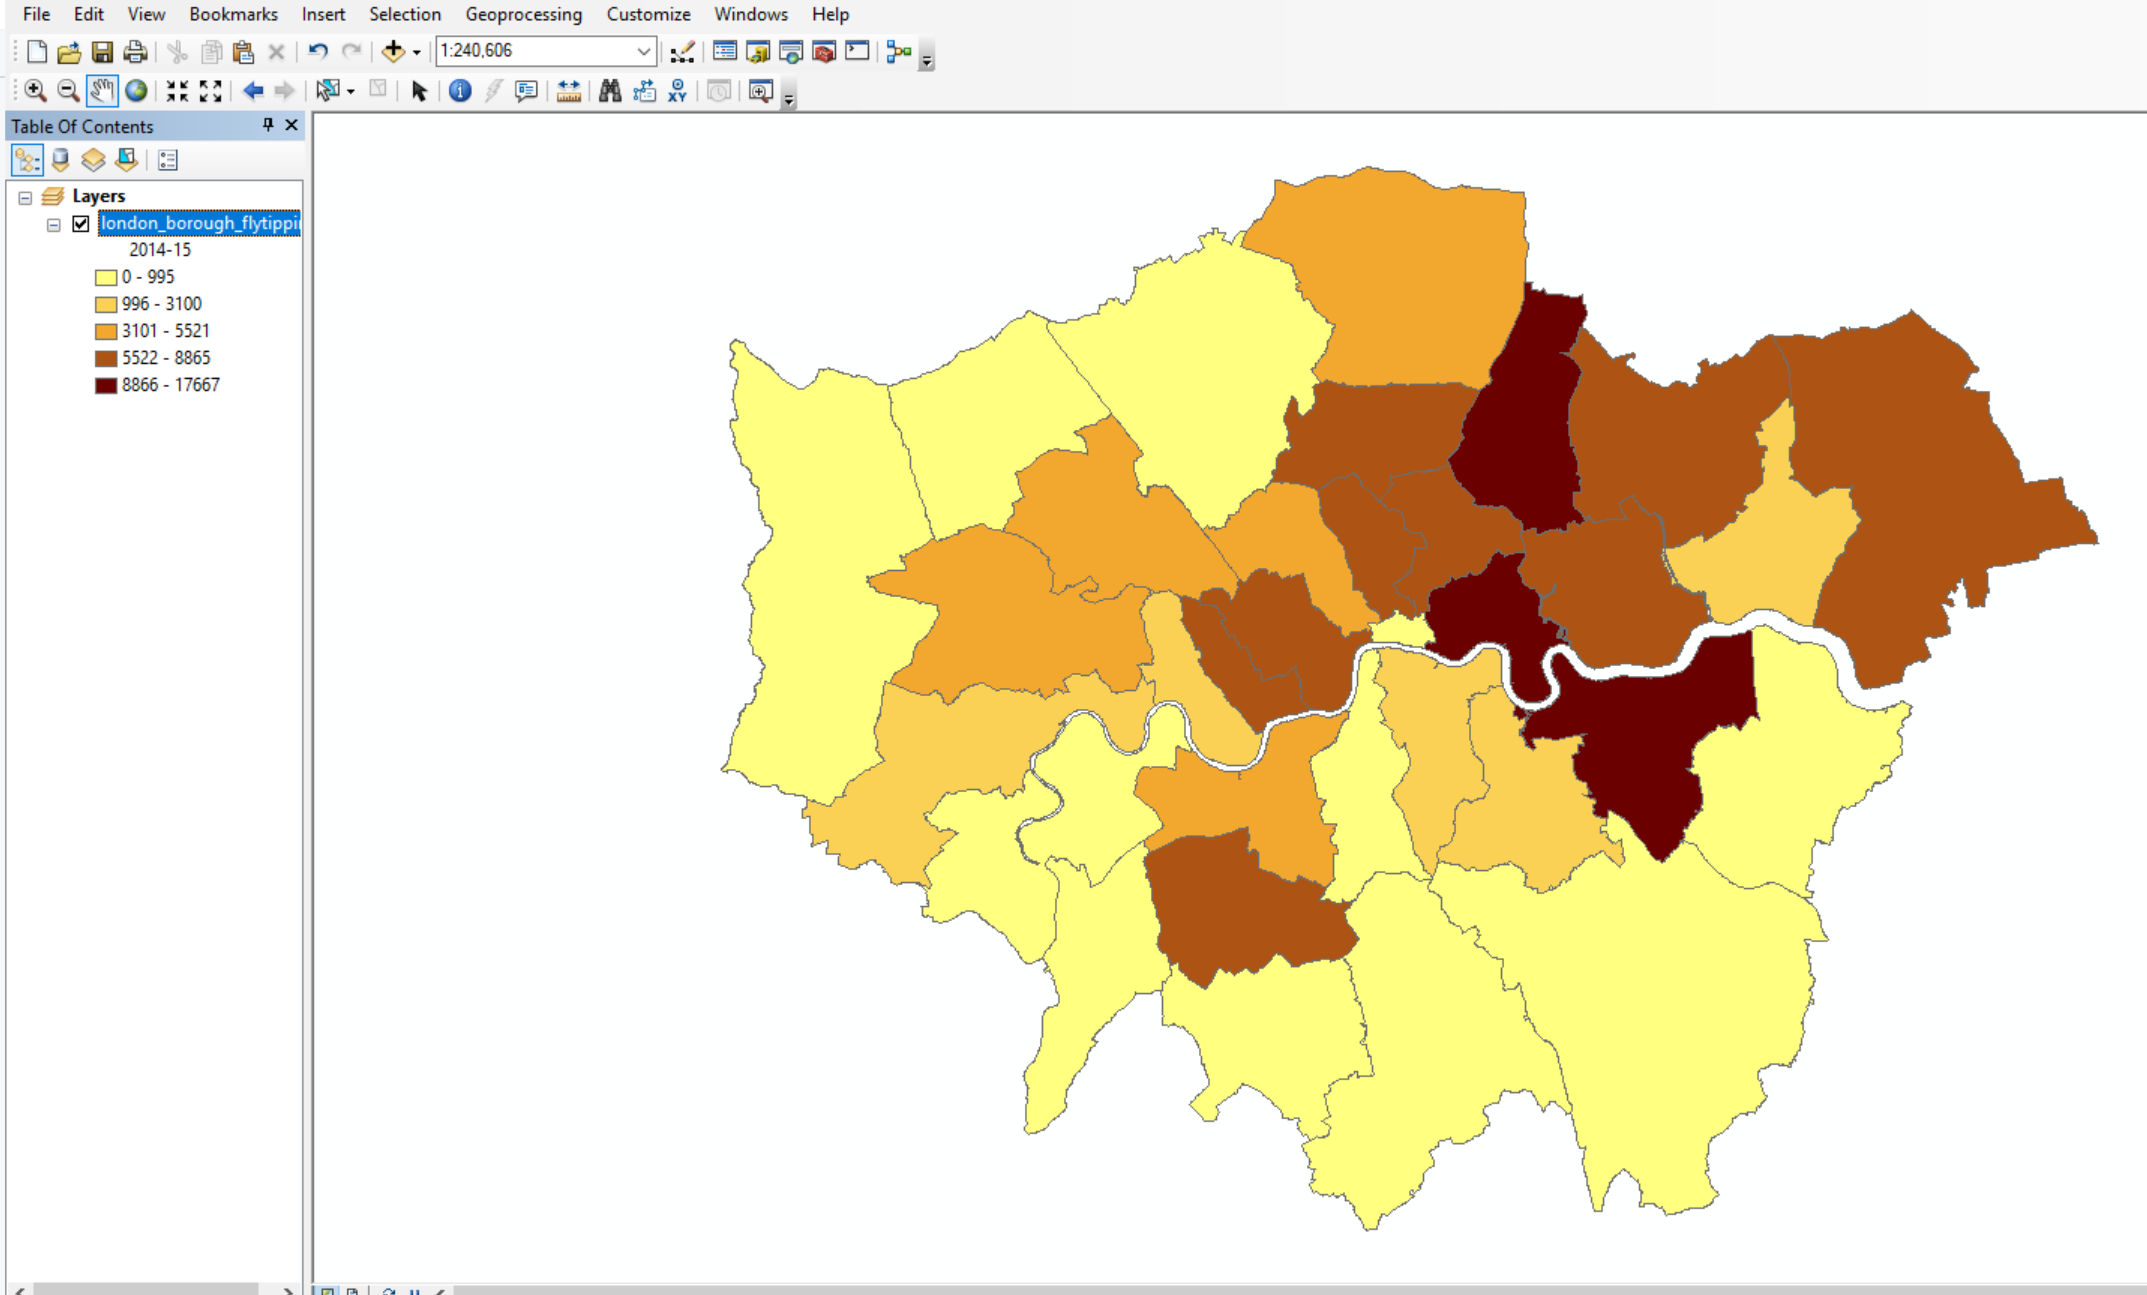 File Edit View Bookmarks Insert Selection Geoprocessing Customize Windows Help
1:240,606
XY
Table Of Contents
Layers
london_borough_flytippi
2014-15
0 - 995
996 - 3100
3101 - 5521
5522 - 8865
8866 - 17667